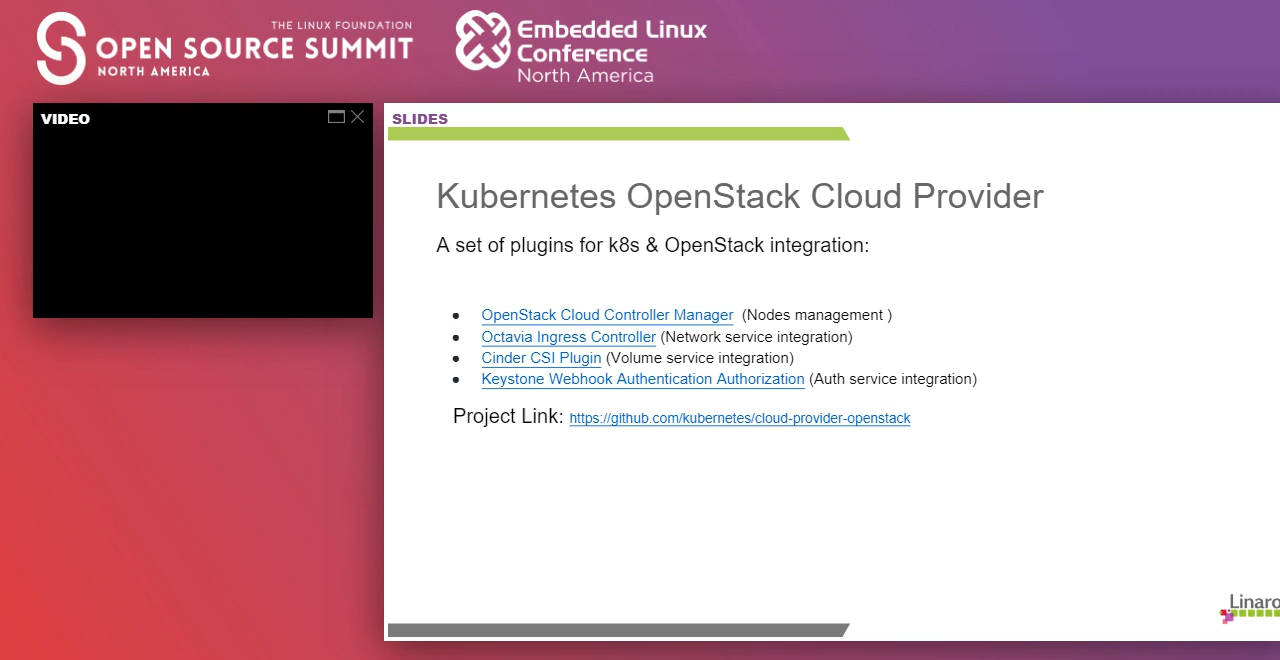 THE LINUX FOUNDATION
OPEN SOURCE SUMMIT
NORTH AMERICA
Embedded Linux
Conference
North America
VIDEO
SLIDES
Kubernetes OpenStack Cloud Provider
A set of plugins for k8s & OpenStack integration:
• OpenStack Cloud Controller Manager (Nodes management )
• Octavia Ingress Controller (Network service integration)
• Cinder CSI Plugin (Volume service integration)
• Keystone Webhook Authentication Authorization (Auth service integration)
Project Link: https://github.com/kubernetes/cloud-provider-openstack
Linaro